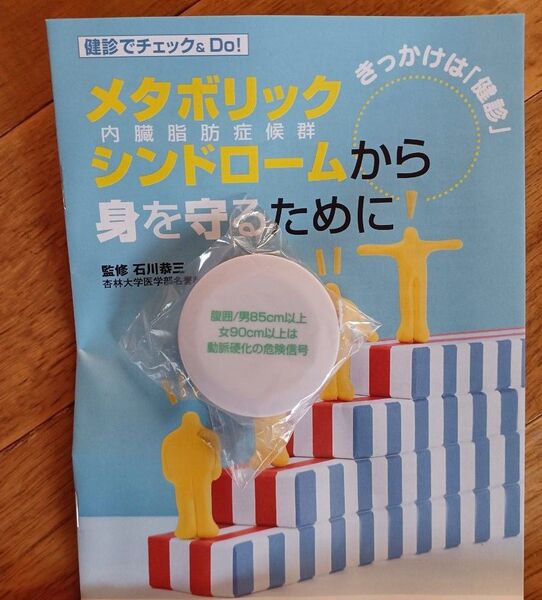 健診でチェック&Do!
きっかけは「健診」
メタボリック
内臓脂肪症候群
シンドロームから
身を守るために
監修 石川恭三
杏林大学医学部名誉
腹囲/男85cm以上
女90cm以上は
動脈硬化の危険信号